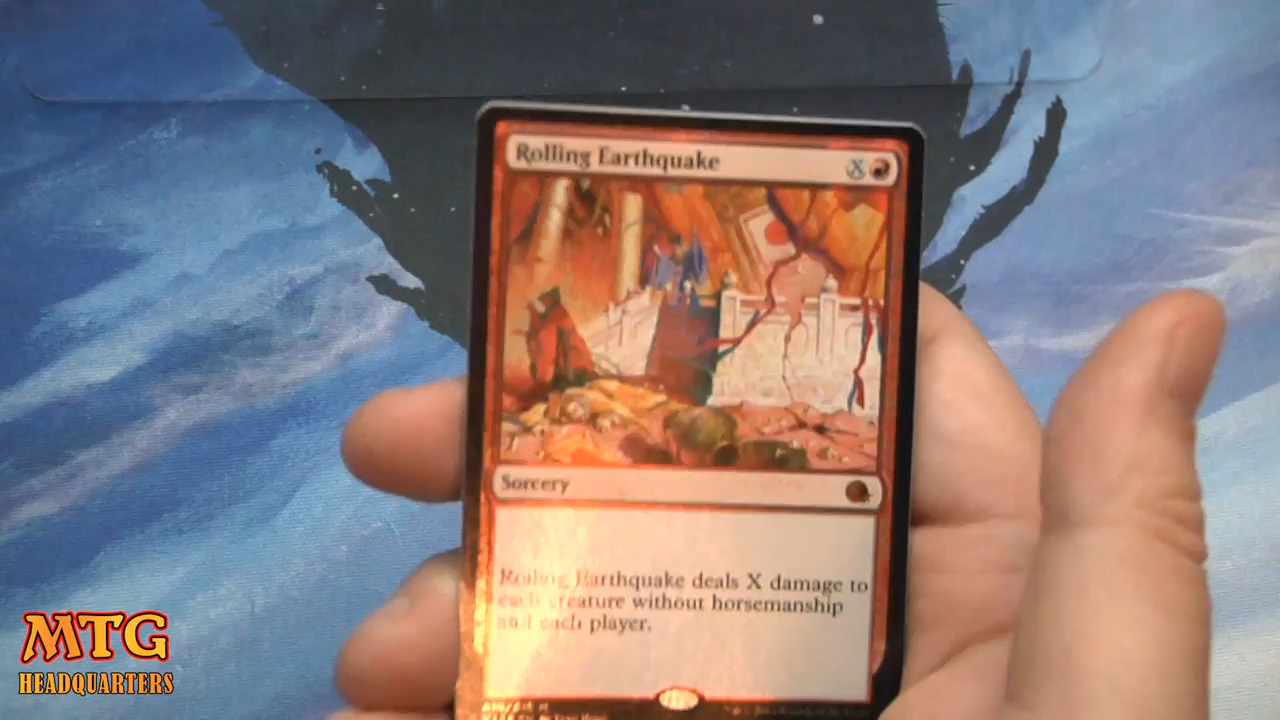 Rolling Earthquake X
Sorcery
Rolling Earthquake deals X damage to
each creature without horsemanship
and each player.
MTG
HEADQUARTERS